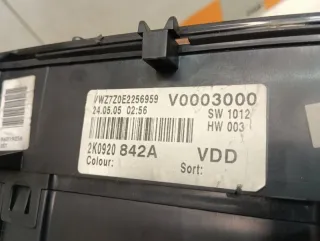 VWZ7Z0E2256959 V0003000
24.05.05 02:56 SW 1012
HW 003
2K0920 842A VDD
Colour: Sort: